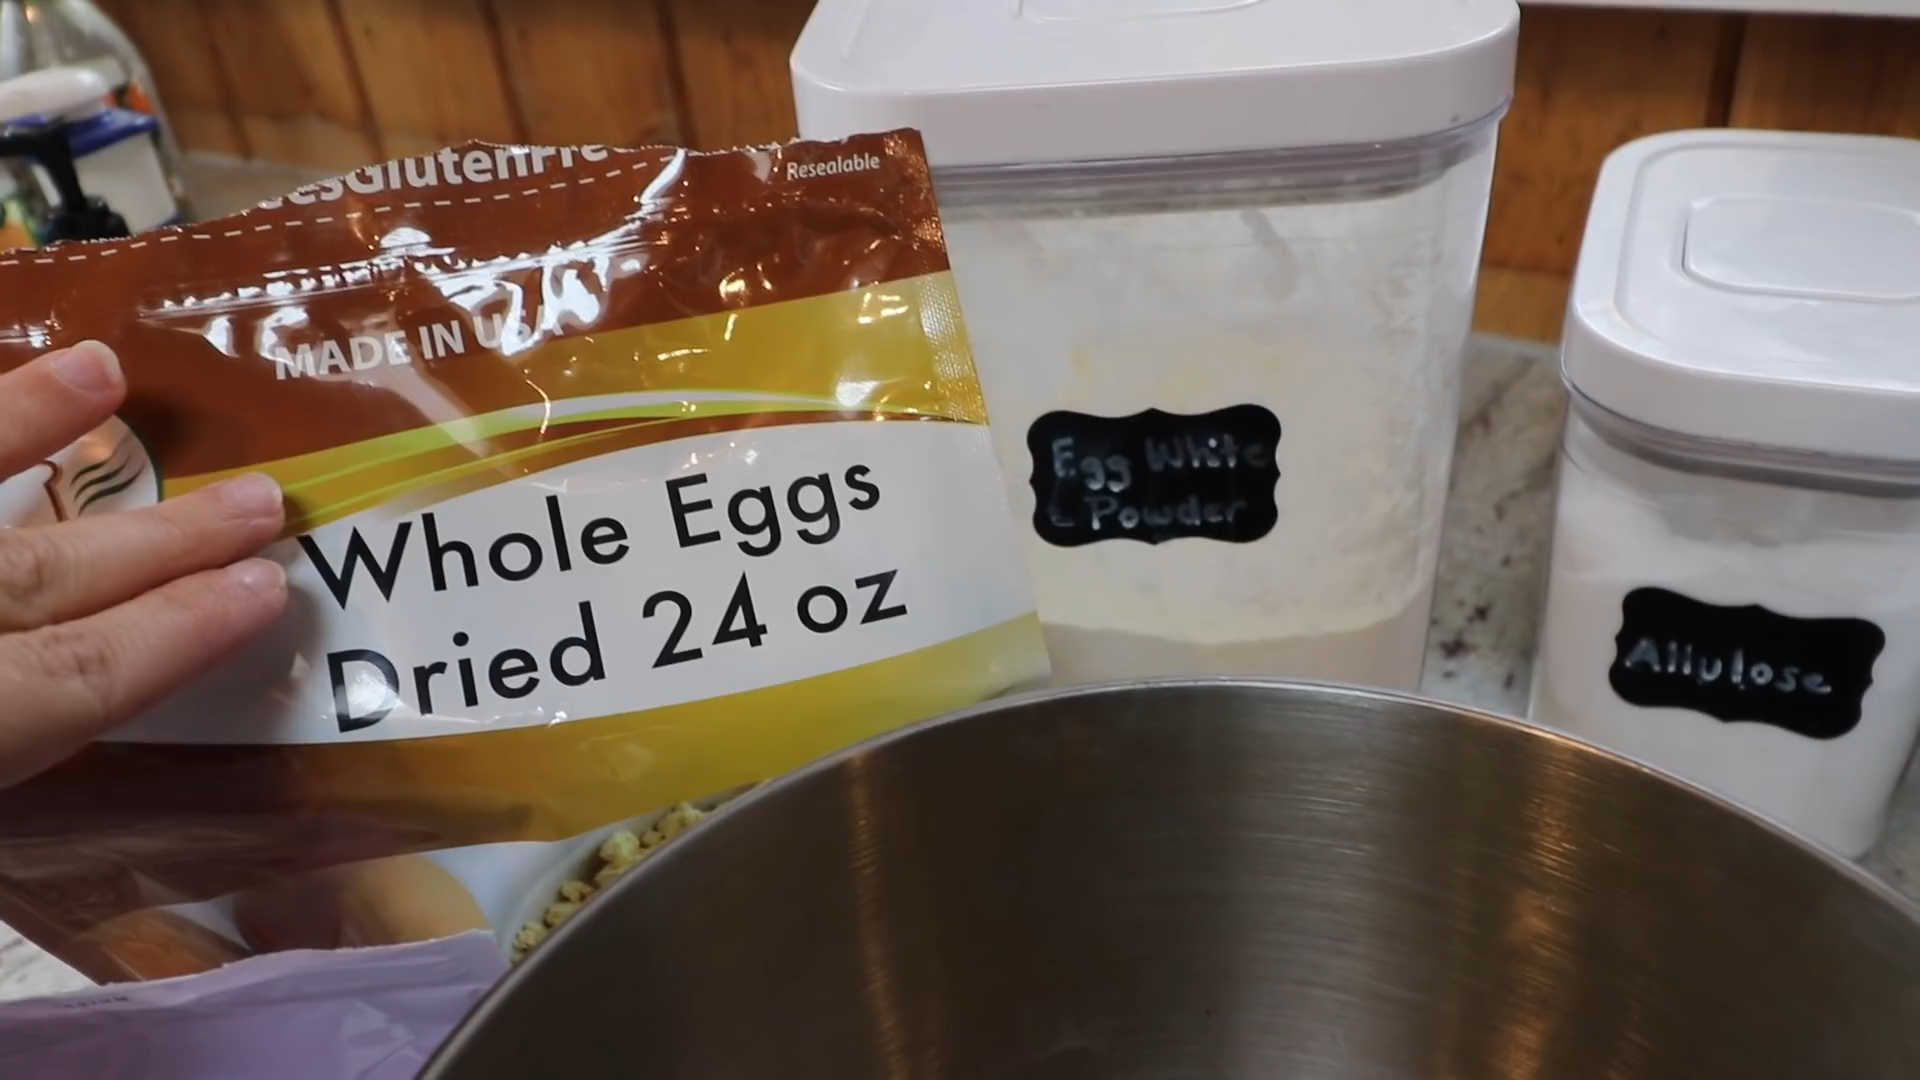 Resealable
MADE IN USA
Whole Eggs
Dried 24 oz
Egg White
Powder
Allulose